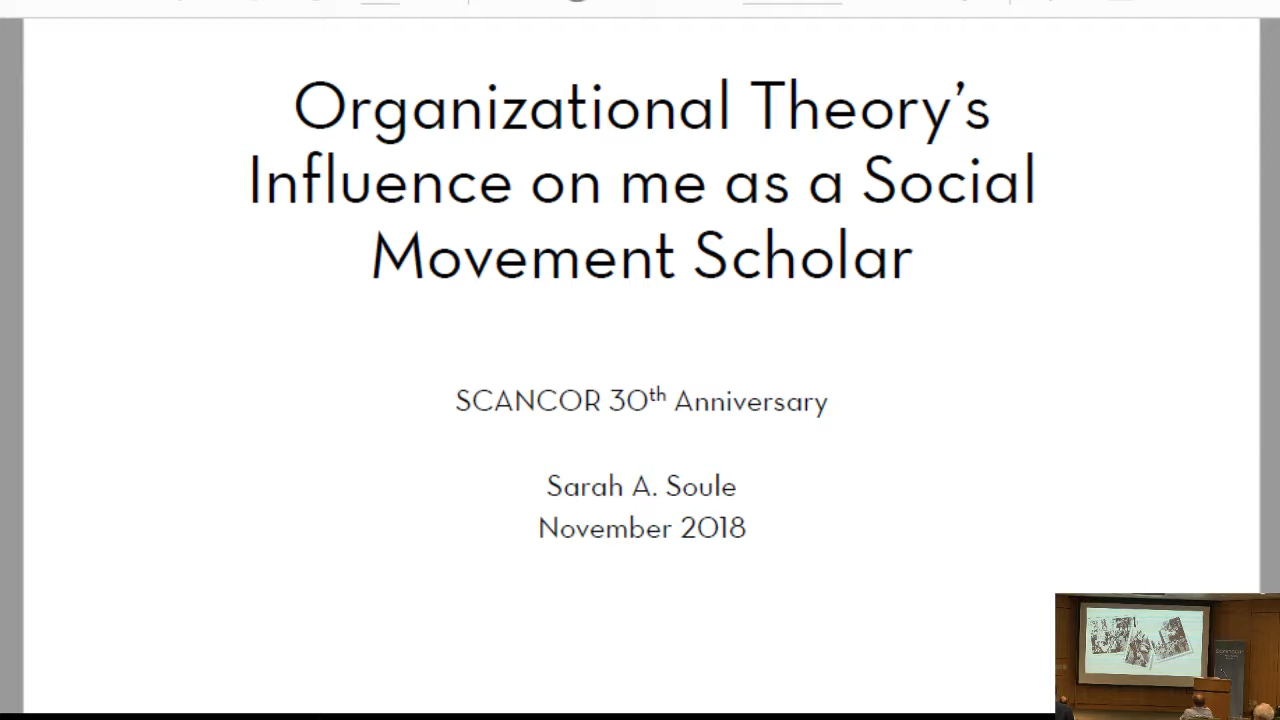 Organizational Theory’s
Influence on me as a Social
Movement Scholar
SCANCOR 30th Anniversary
Sarah A. Soule
November 2018